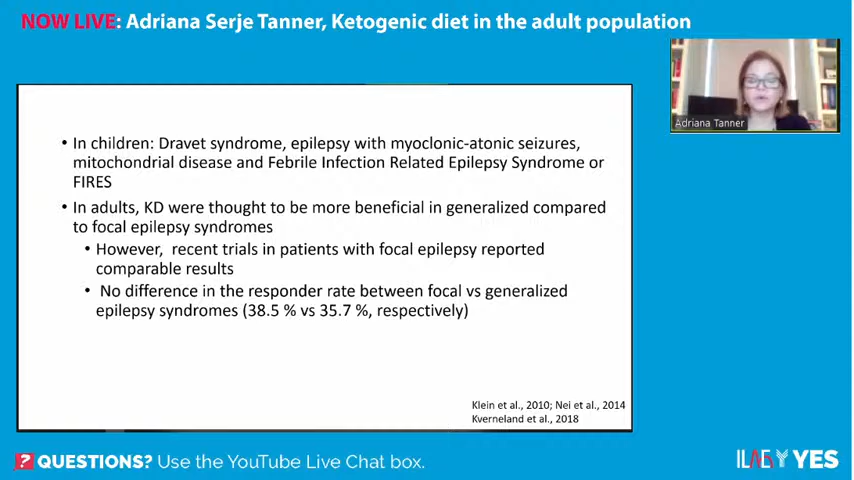 NOW LIVE: Adriana Serje Tanner, Ketogenic diet in the adult population
Adriana Tanner
• In children: Dravet syndrome, epilepsy with myoclonic-atonic seizures,
mitochondrial disease and Febrile Infection Related Epilepsy Syndrome or
FIRES
• In adults, KD were thought to be more beneficial in generalized compared
to focal epilepsy syndromes
• However, recent trials in patients with focal epilepsy reported
comparable results
• No difference in the responder rate between focal vs generalized
epilepsy syndromes (38.5 % vs 35.7 %, respectively)
Klein et al., 2010; Nei et al., 2014
Kverneland et al., 2018
? QUESTIONS? Use the YouTube Live Chat box.
ILAE YES